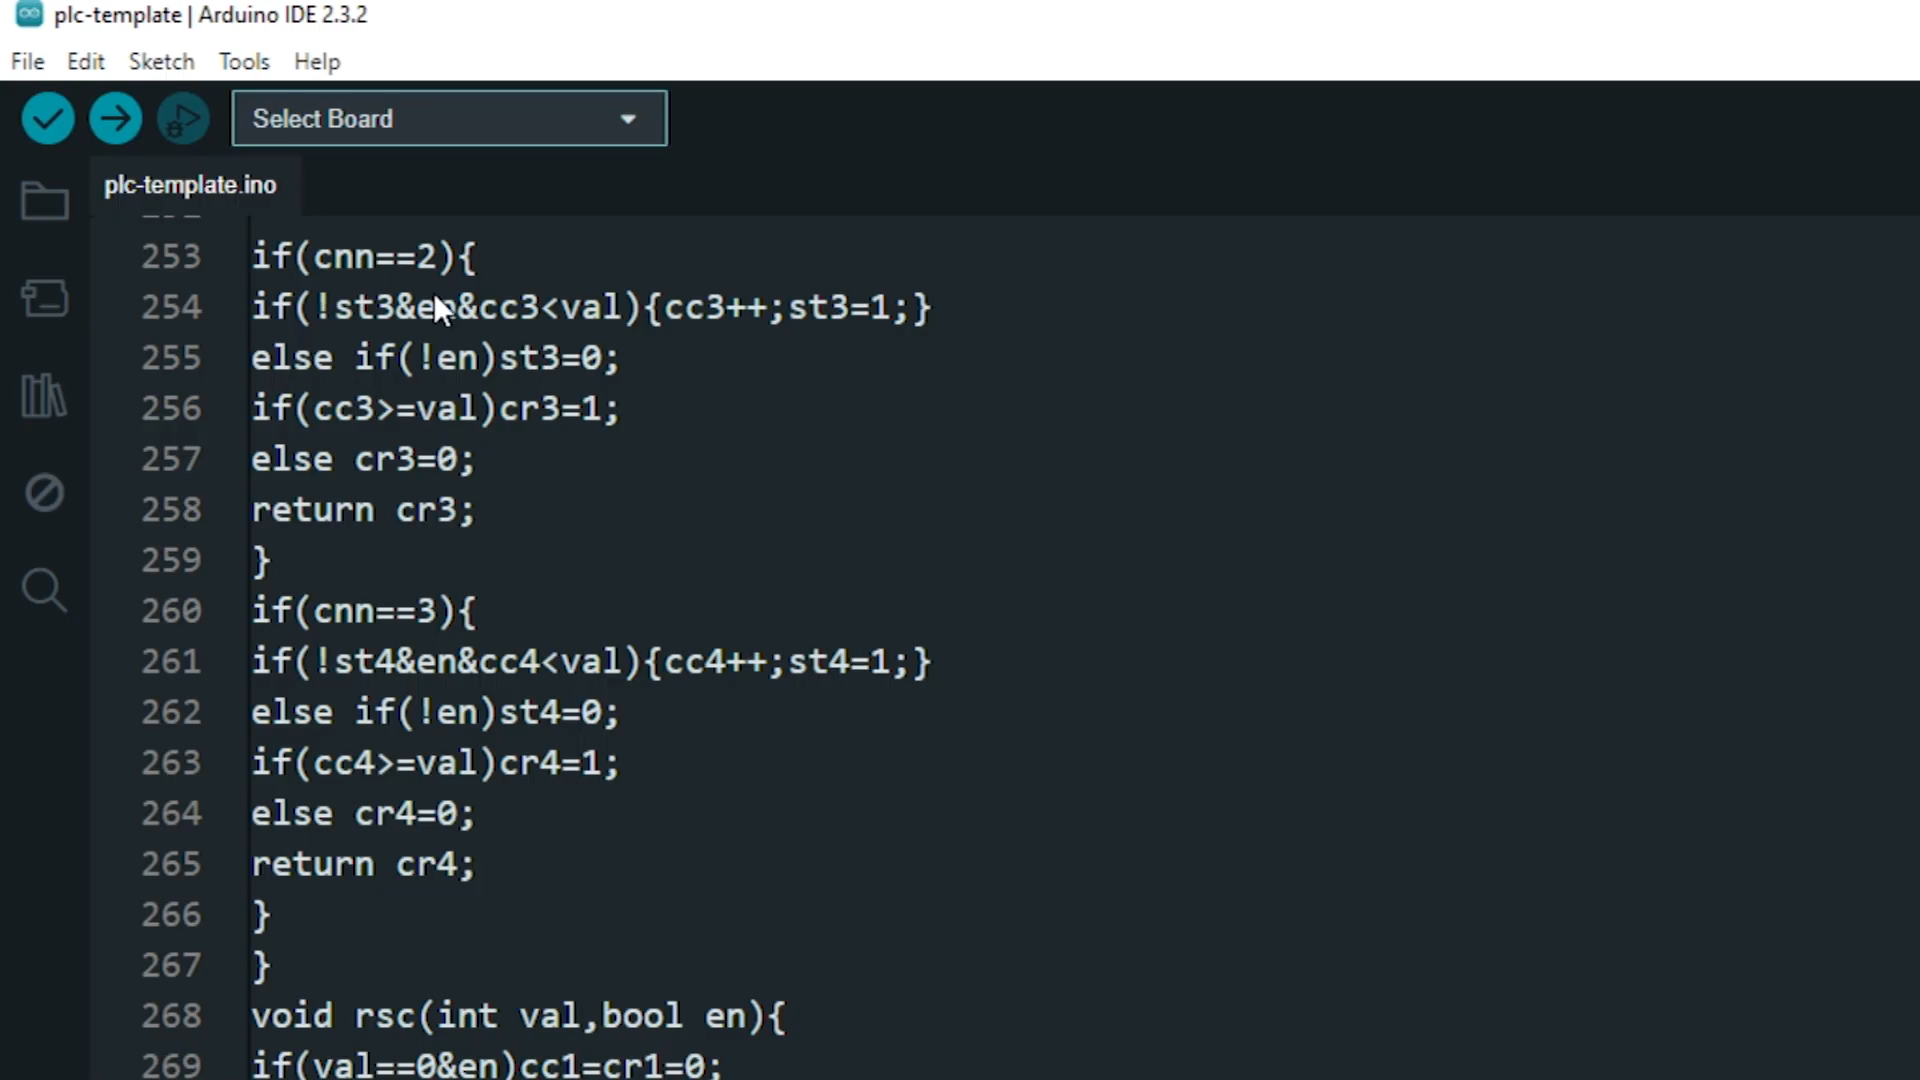 plc-template | Arduino IDE 2.3.2
File Edit Sketch Tools Help
Select Board
plc-template.ino
253 if(cnn==2){
254 if(!st3&en&cc3<val){cc3++;st3=1;}
255 else if(!en)st3=0;
256 if(cc3>=val)cr3=1;
257 else cr3=0;
258 return cr3;
259 }
260 if(cnn==3){
261 if(!st4&en&cc4<val){cc4++;st4=1;}
262 else if(!en)st4=0;
263 if(cc4>=val)cr4=1;
264 else cr4=0;
265 return cr4;
266 }
267 }
268 void rsc(int val,bool en){
269 if(val==0&en)cc1=cr1=0;